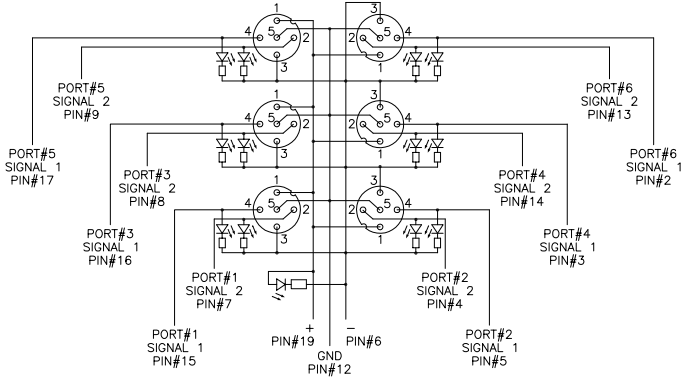 1
4
5
2
3
3
2
5
4
1
PORT#5
SIGNAL 2
PIN#9
PORT#6
SIGNAL 2
PIN#13
1
4
5
2
3
3
2
5
4
1
PORT#5
SIGNAL 1
PIN#17
PORT#6
SIGNAL 1
PIN#2
PORT#3
SIGNAL 2
PIN#8
PORT#4
SIGNAL 2
PIN#14
1
4
5
2
3
3
2
5
4
1
PORT#3
SIGNAL 1
PIN#16
PORT#4
SIGNAL 1
PIN#3
PORT#1
SIGNAL 2
PIN#7
PORT#2
SIGNAL 2
PIN#4
+
PIN#19
−
PIN#6
PORT#1
SIGNAL 1
PIN#15
GND
PIN#12
PORT#2
SIGNAL 1
PIN#5